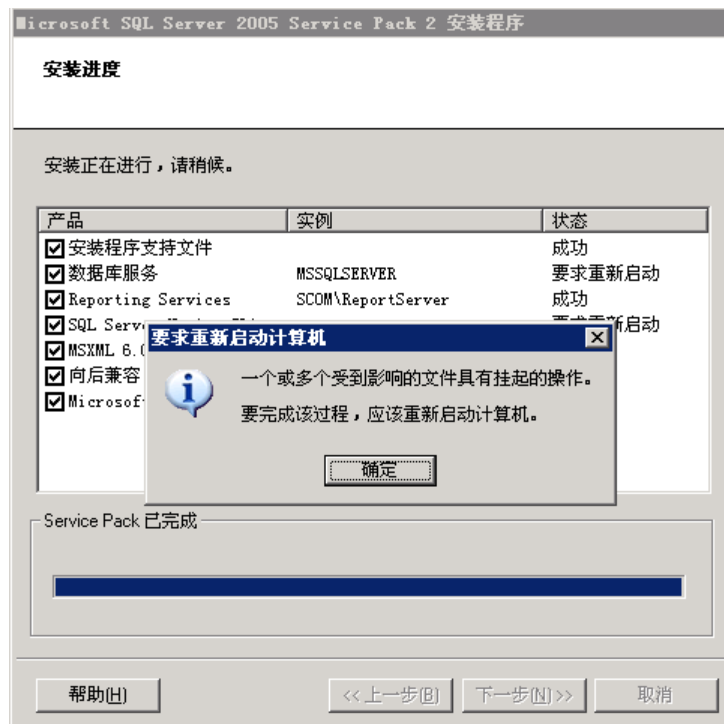 Microsoft SQL Server 2005 Service Pack 2 安装程序
安装进度
安装正在进行，请稍候。
产品 实例 状态
安装程序支持文件 成功
数据库服务 MSSQLSERVER 要求重新启动
Reporting Services SCOM\ReportServer 成功
SQL 要求重新启动
MSXML
向后兼容
要求重新启动计算机
一个或多个受到影响的文件具有挂起的操作。
要完成该过程，应该重新启动计算机。
确定
Service Pack 已完成
帮助(H) << 上一步(B) 下一步(N) >> 取消